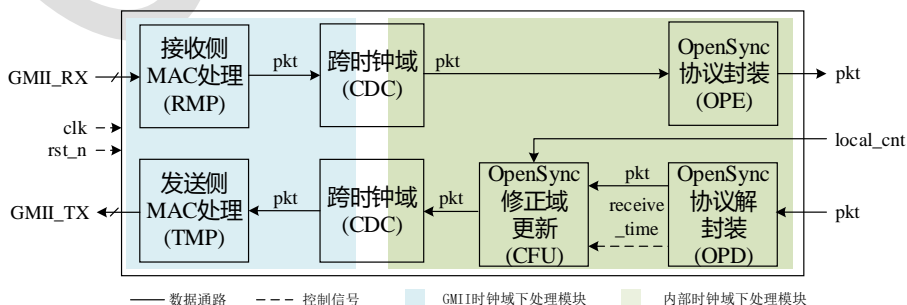 接收侧
MAC处理
(RMP)
pkt
跨时钟域
(CDC)
pkt
OpenSync
协议封装
(OPE)
pkt
GMII_RX
clk
rst_n
local_cnt
发送侧
MAC处理
(TMP)
GMII_TX
pkt
跨时钟域
(CDC)
pkt
OpenSync
修正域
更新
(CFU)
pkt
receive
_time
OpenSync
协议解
封装
(OPD)
pkt
数据通路
控制信号
GMII时钟域下处理模块
内部时钟域下处理模块